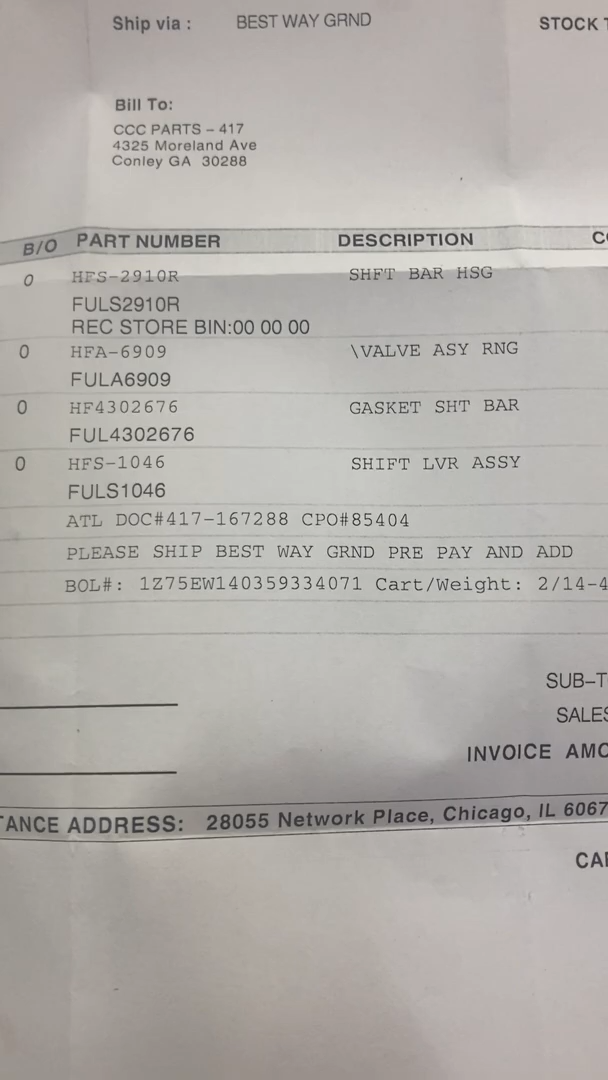 Ship via : BEST WAY GRND STOCK
Bill To:
CCC PARTS - 417
4325 Moreland Ave
Conley GA 30288
B/O PART NUMBER DESCRIPTION
0 HFS-2910R SHFT BAR HSG
FULS2910R
REC STORE BIN:00 00 00
0 HFA-6909 \VALVE ASY RNG
FULA6909
0 HF4302676 GASKET SHT BAR
FUL4302676
0 HFS-1046 SHIFT LVR ASSY
FULS1046
ATL DOC#417-167288 CPO#85404
PLEASE SHIP BEST WAY GRND PRE PAY AND ADD
BOL#: 1Z75EW140359334071 Cart/Weight: 2/14-4
SUB-T
SALES
INVOICE AMO
TANCE ADDRESS: 28055 Network Place, Chicago, IL 6067
CAR